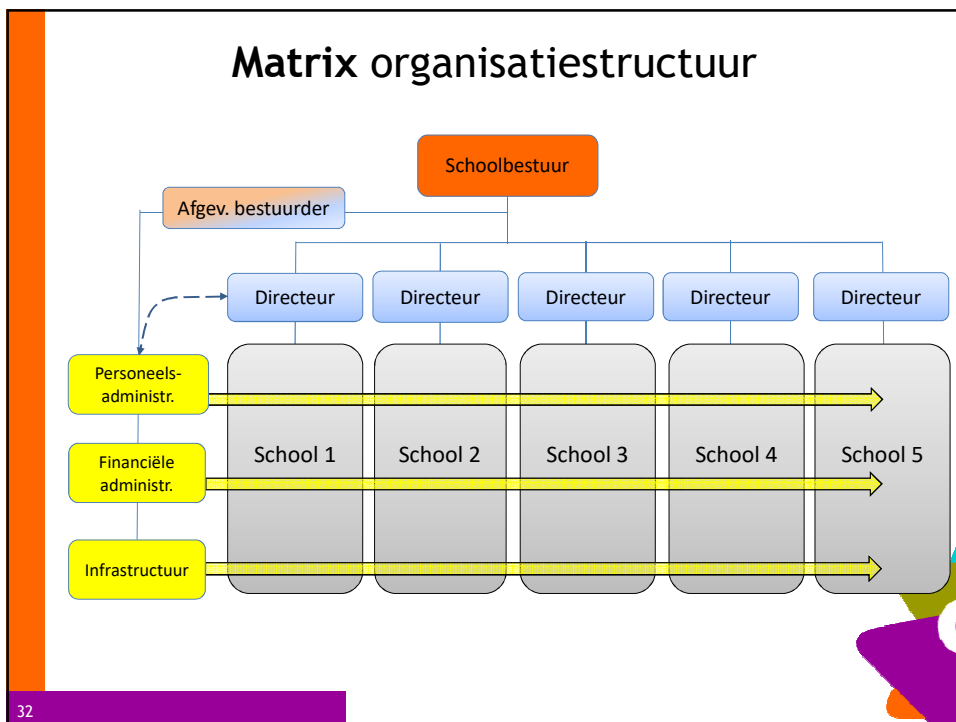 Matrix organisatiestructuur
Schoolbestuur
Afgev. bestuurder
Directeur
Directeur
Directeur
Directeur
Directeur
Personeels-
administr.
Financiële
administr.
Infrastructuur
School 1
School 2
School 3
School 4
School 5
32